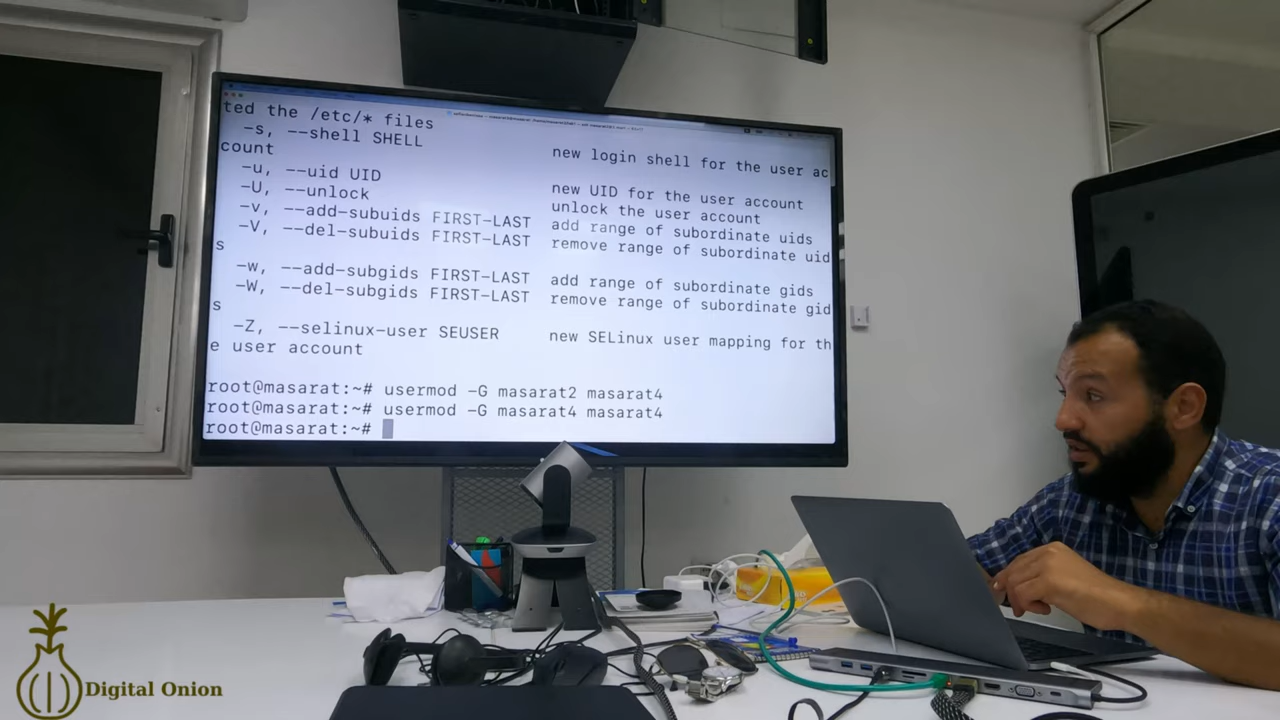 ted the /etc/* files
-s, --shell SHELL new login shell for the user ac
count
-u, --uid UID new UID for the user account
-U, --unlock unlock the user account
-v, --add-subuids FIRST-LAST add range of subordinate uids
-V, --del-subuids FIRST-LAST remove range of subordinate uid
s
-w, --add-subgids FIRST-LAST add range of subordinate gids
-W, --del-subgids FIRST-LAST remove range of subordinate gid
s
-Z, --selinux-user SEUSER new SELinux user mapping for th
e user account
root@masarat:~# usermod -G masarat2 masarat4
root@masarat:~# usermod -G masarat4 masarat4
root@masarat:~#
Digital Onion